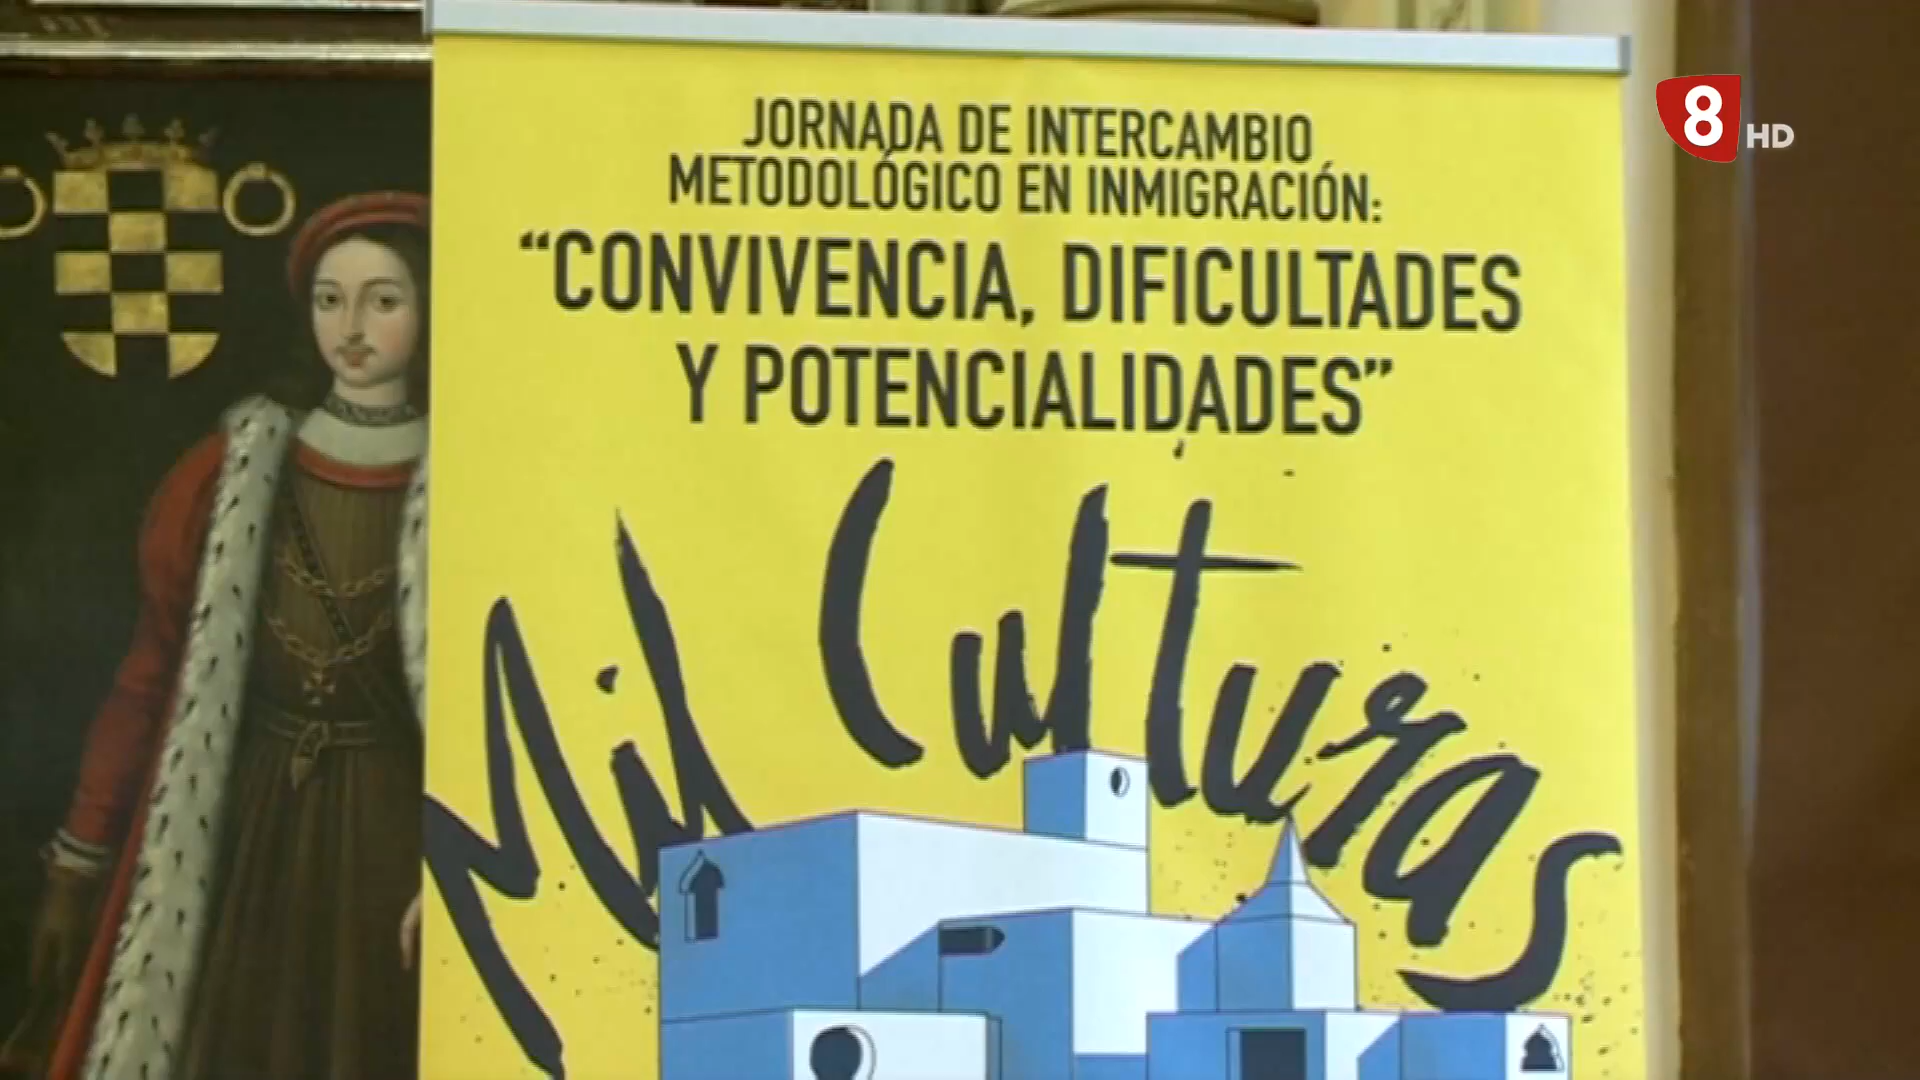 JORNADA DE INTERCAMBIO
METODOLÓGICO EN INMIGRACIÓN:
“CONVIVENCIA, DIFICULTADES
Y POTENCIALIDADES”
Mil Culturas
8 HD